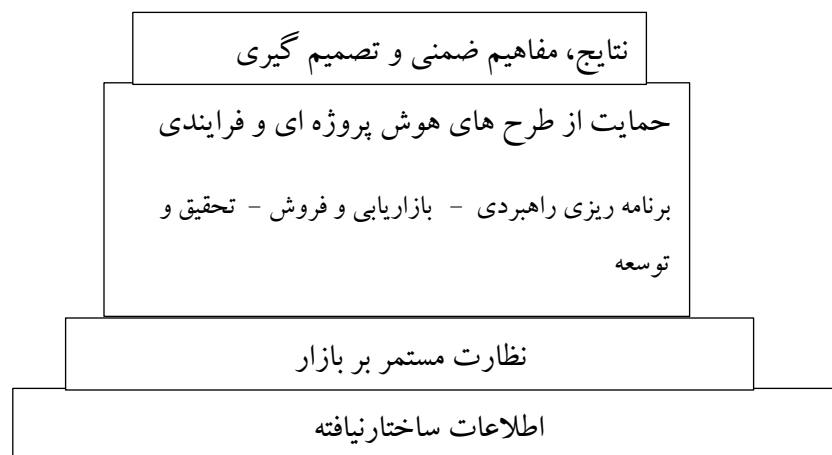 نتایج، مفاهیم ضمنی و تصمیم گیری
حمایت از طرح های هوش پروژه ای و فرایندی
برنامه ریزی راهبردی – بازاریابی و فروش – تحقیق و
توسعه
نظارت مستمر بر بازار
اطلاعات ساختارنیافته